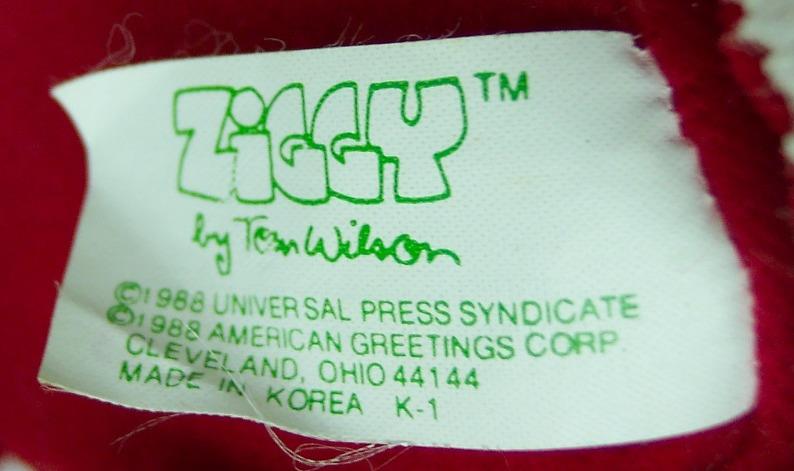 ZiGGY™
by Tom Wilson
©1988 UNIVERSAL PRESS SYNDICATE
©1988 AMERICAN GREETINGS CORP
CLEVELAND, OHIO 44144
MADE IN KOREA K-1